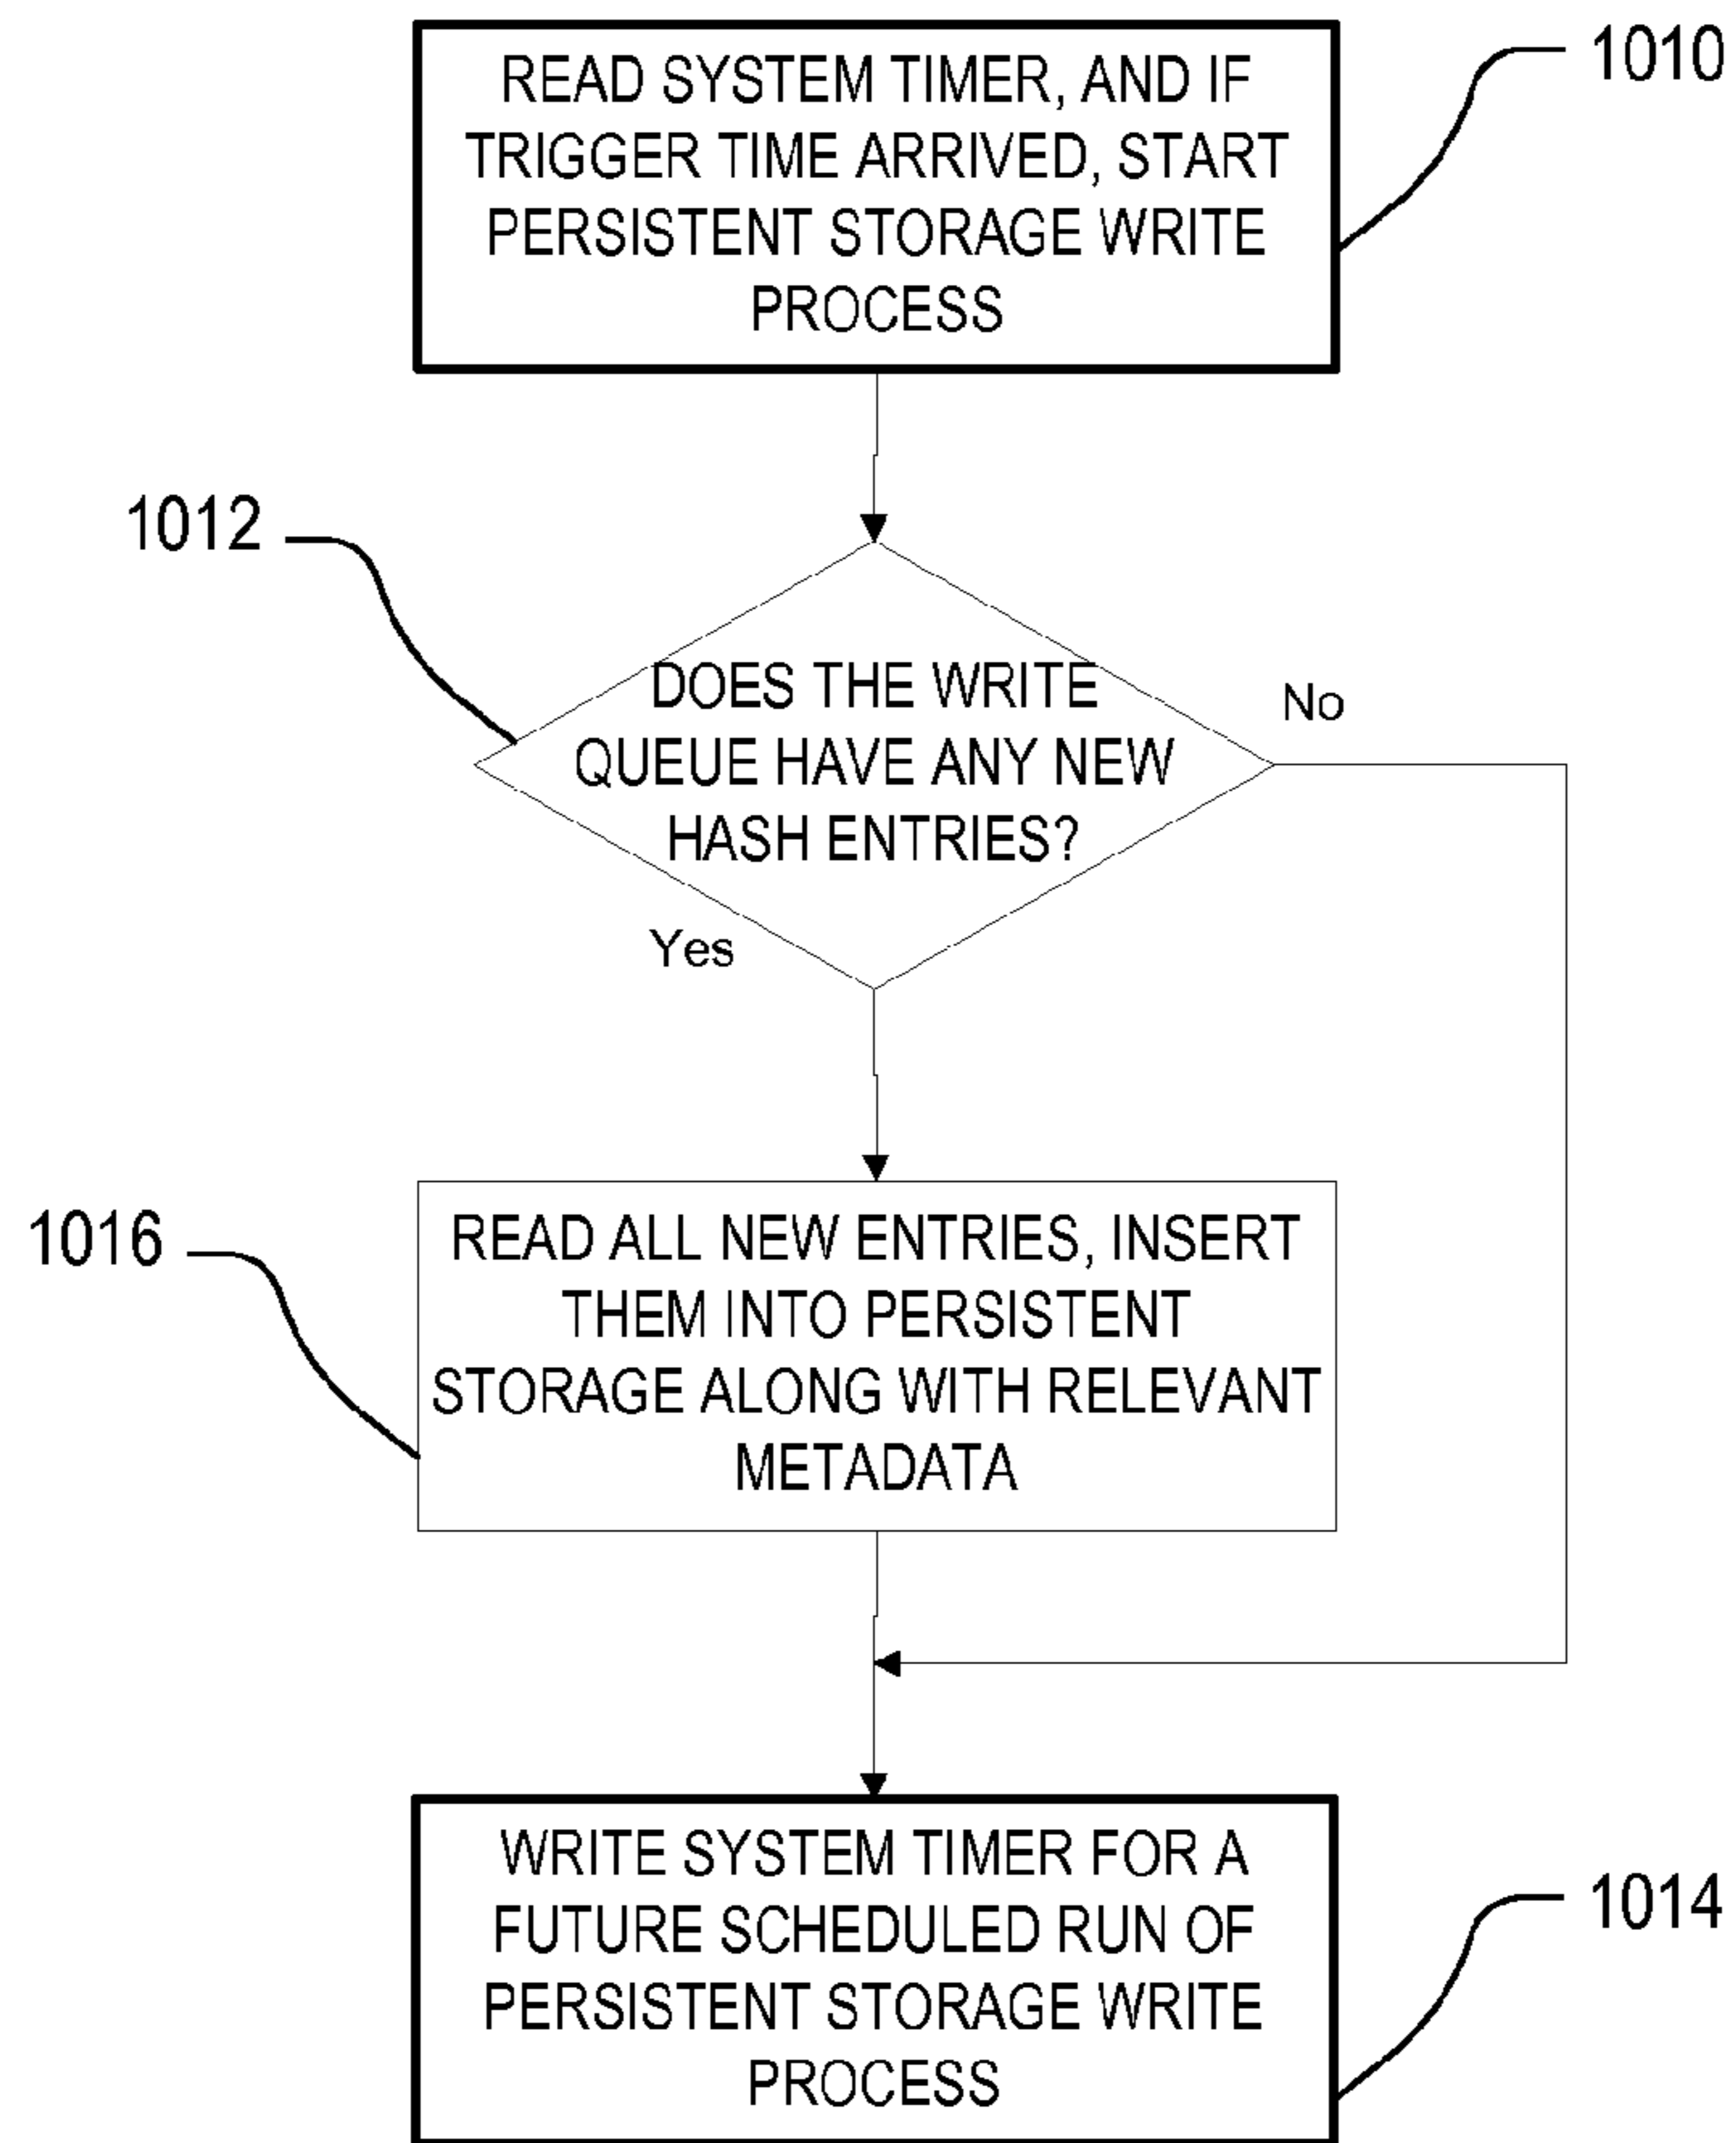 READ SYSTEM TIMER, AND IF
TRIGGER TIME ARRIVED, START
PERSISTENT STORAGE WRITE
PROCESS
1010
1012
DOES THE WRITE
QUEUE HAVE ANY NEW
HASH ENTRIES?
No
Yes
1016
READ ALL NEW ENTRIES, INSERT
THEM INTO PERSISTENT
STORAGE ALONG WITH RELEVANT
METADATA
WRITE SYSTEM TIMER FOR A
FUTURE SCHEDULED RUN OF
PERSISTENT STORAGE WRITE
PROCESS
1014